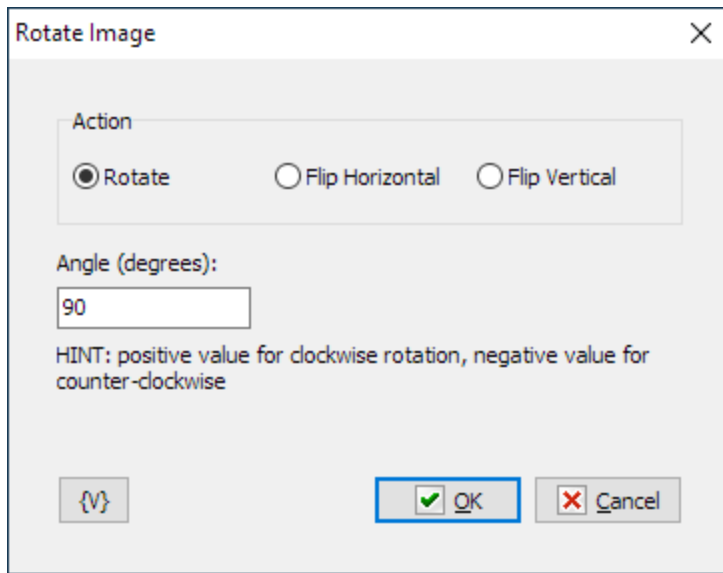 Rotate Image
Action
Rotate
Flip Horizontal
Flip Vertical
Angle (degrees):
90
HINT: positive value for clockwise rotation, negative value for
counter-clockwise
{V}
OK
Cancel